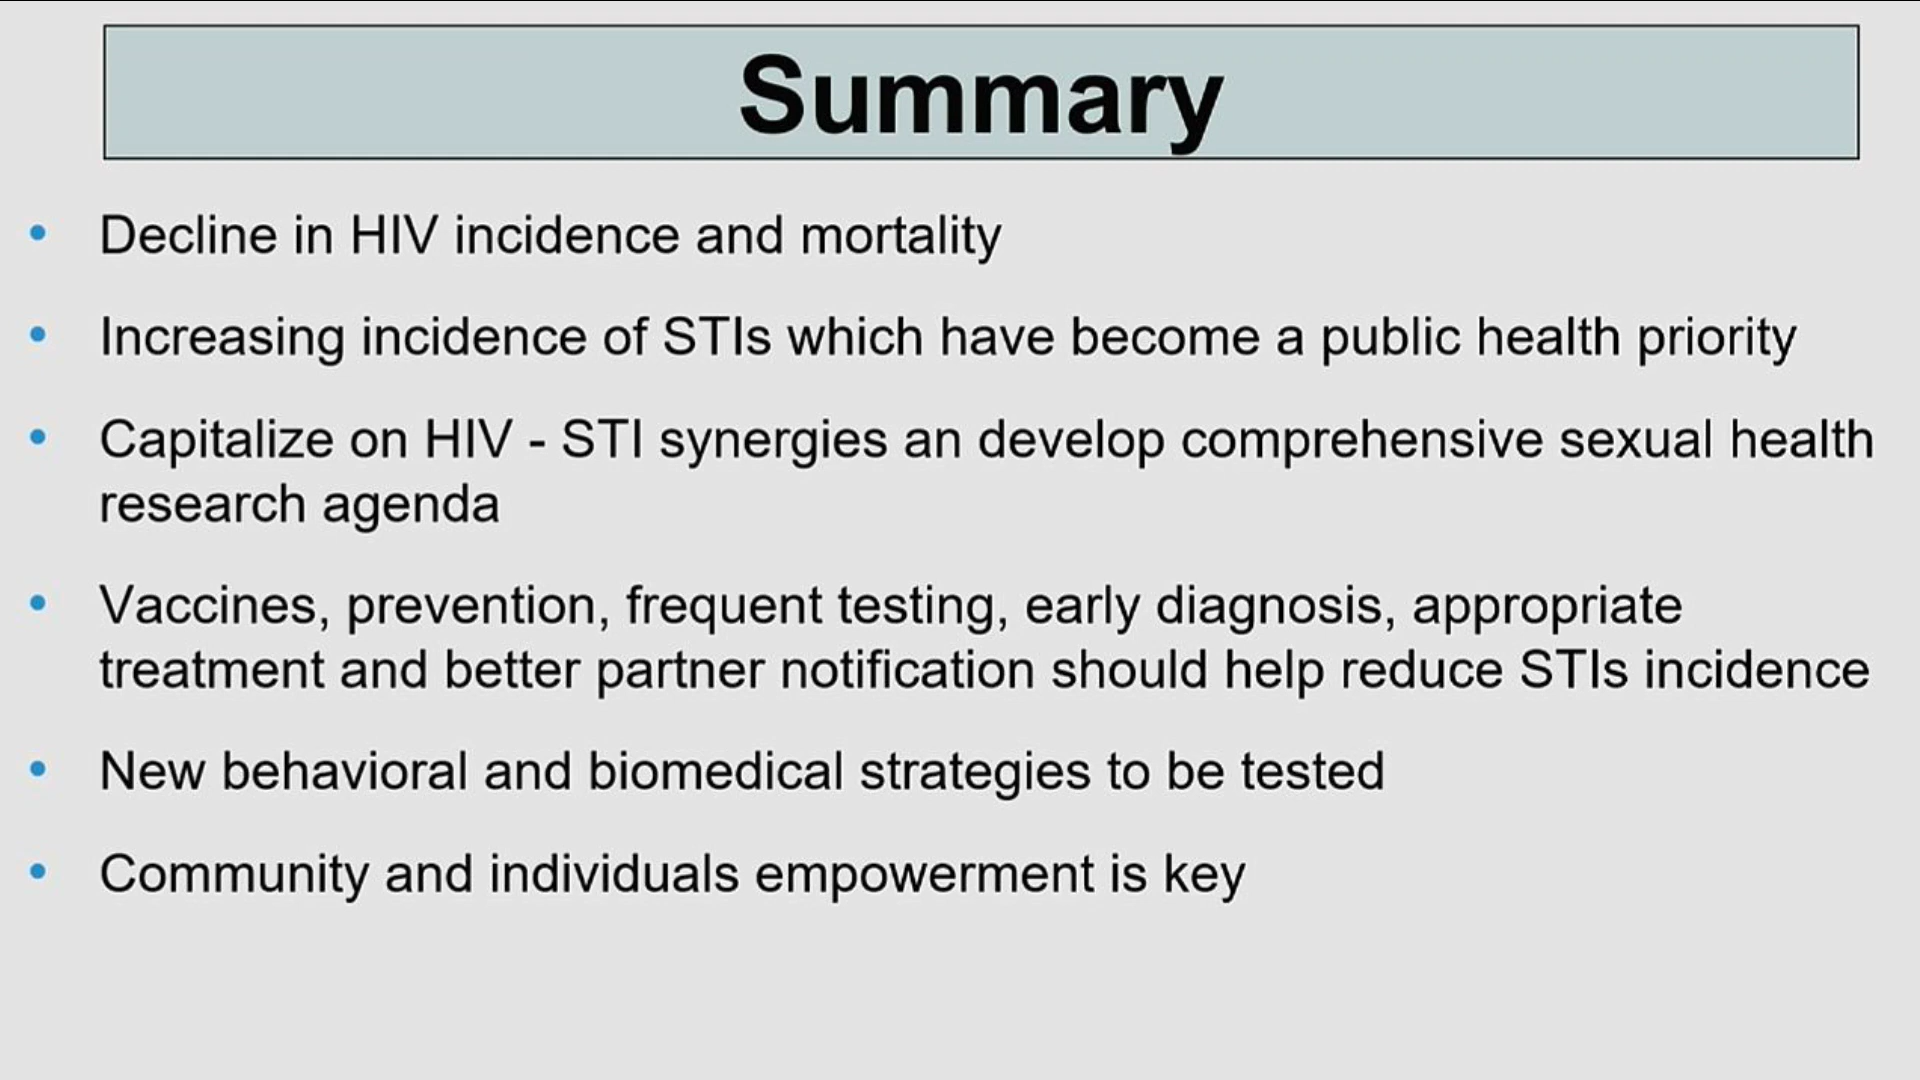 Summary
• Decline in HIV incidence and mortality
• Increasing incidence of STIs which have become a public health priority
• Capitalize on HIV - STI synergies an develop comprehensive sexual health
research agenda
• Vaccines, prevention, frequent testing, early diagnosis, appropriate
treatment and better partner notification should help reduce STIs incidence
• New behavioral and biomedical strategies to be tested
• Community and individuals empowerment is key